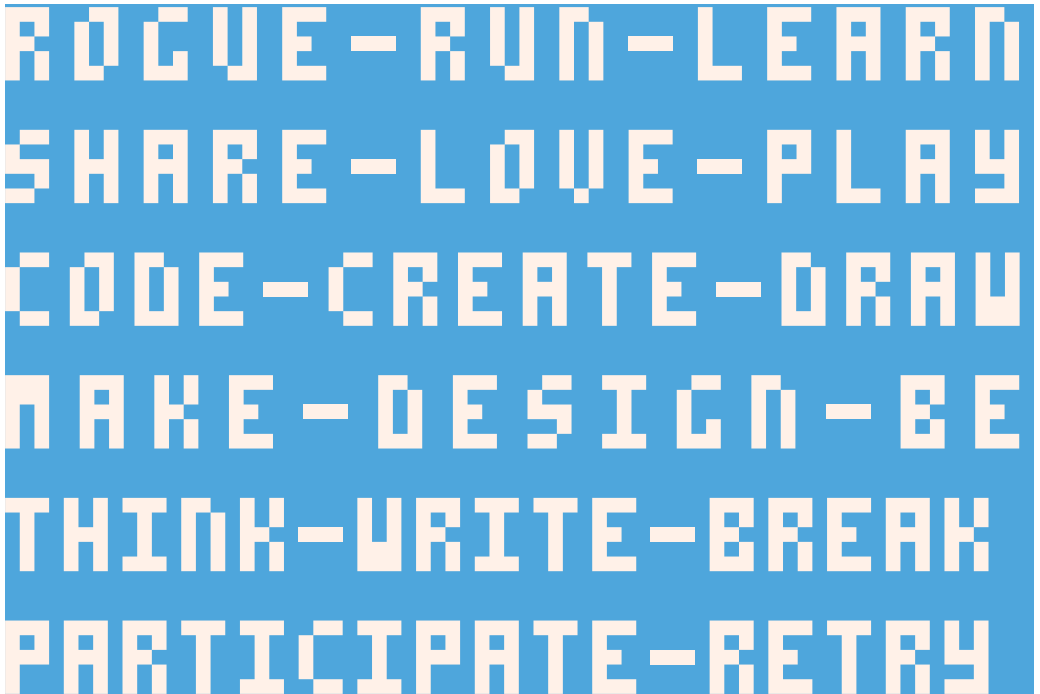 ROGUE-RUN-LEARN
SHARE-LOVE-PLAY
CODE-CREATE-DRAW
MAKE-DESIGN-BE
THINK-WRITE-BREAK
PARTICIPATE-RETRY